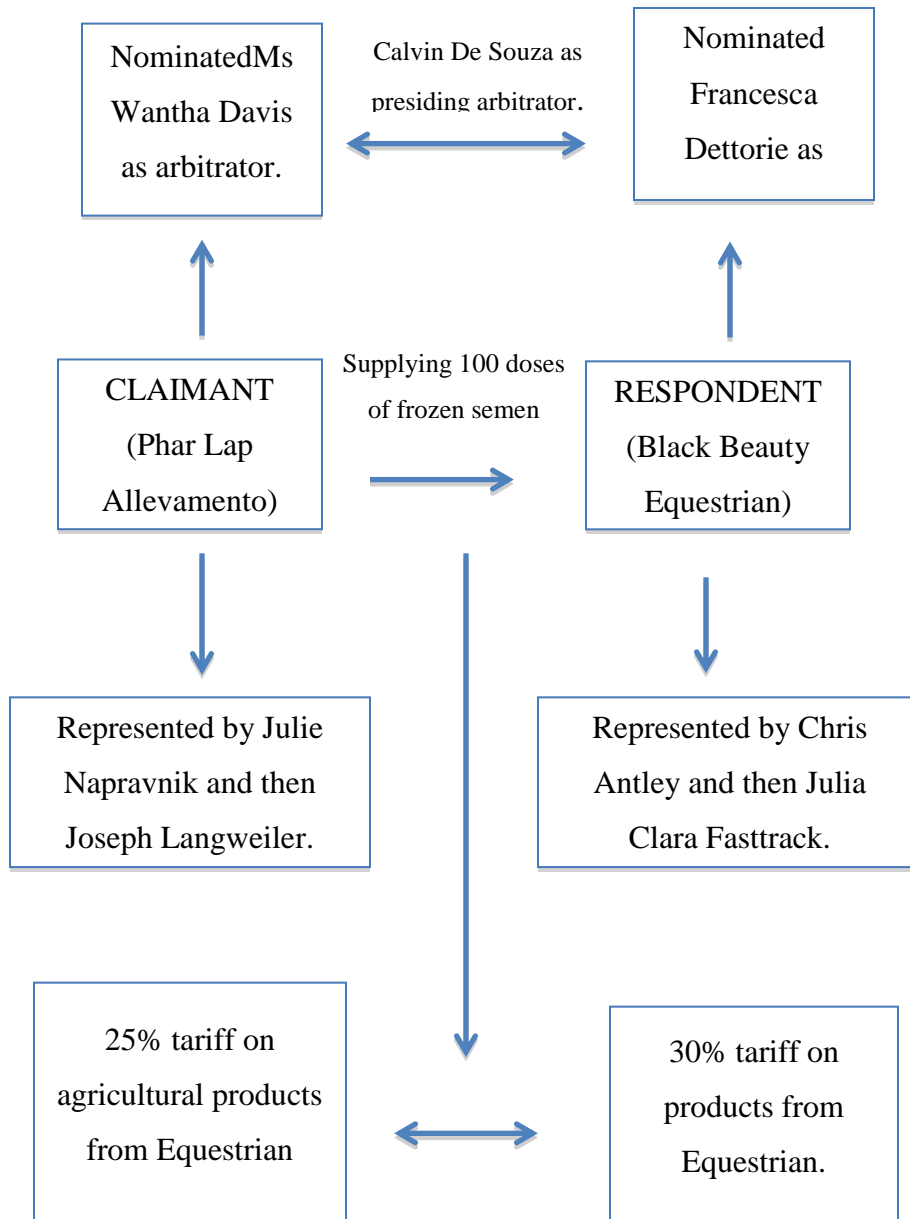 NominatedMs
Wantha Davis
as arbitrator.
Calvin De Souza as
presiding arbitrator.
Nominated
Francesca
Dettorie as
CLAIMANT
(Phar Lap
Allevamento)
Supplying 100 doses
of frozen semen
RESPONDENT
(Black Beauty
Equestrian)
Represented by Julie
Napravnik and then
Joseph Langweiler.
Represented by Chris
Antley and then Julia
Clara Fasttrack.
25% tariff on
agricultural products
from Equestrian
30% tariff on
products from
Equestrian.